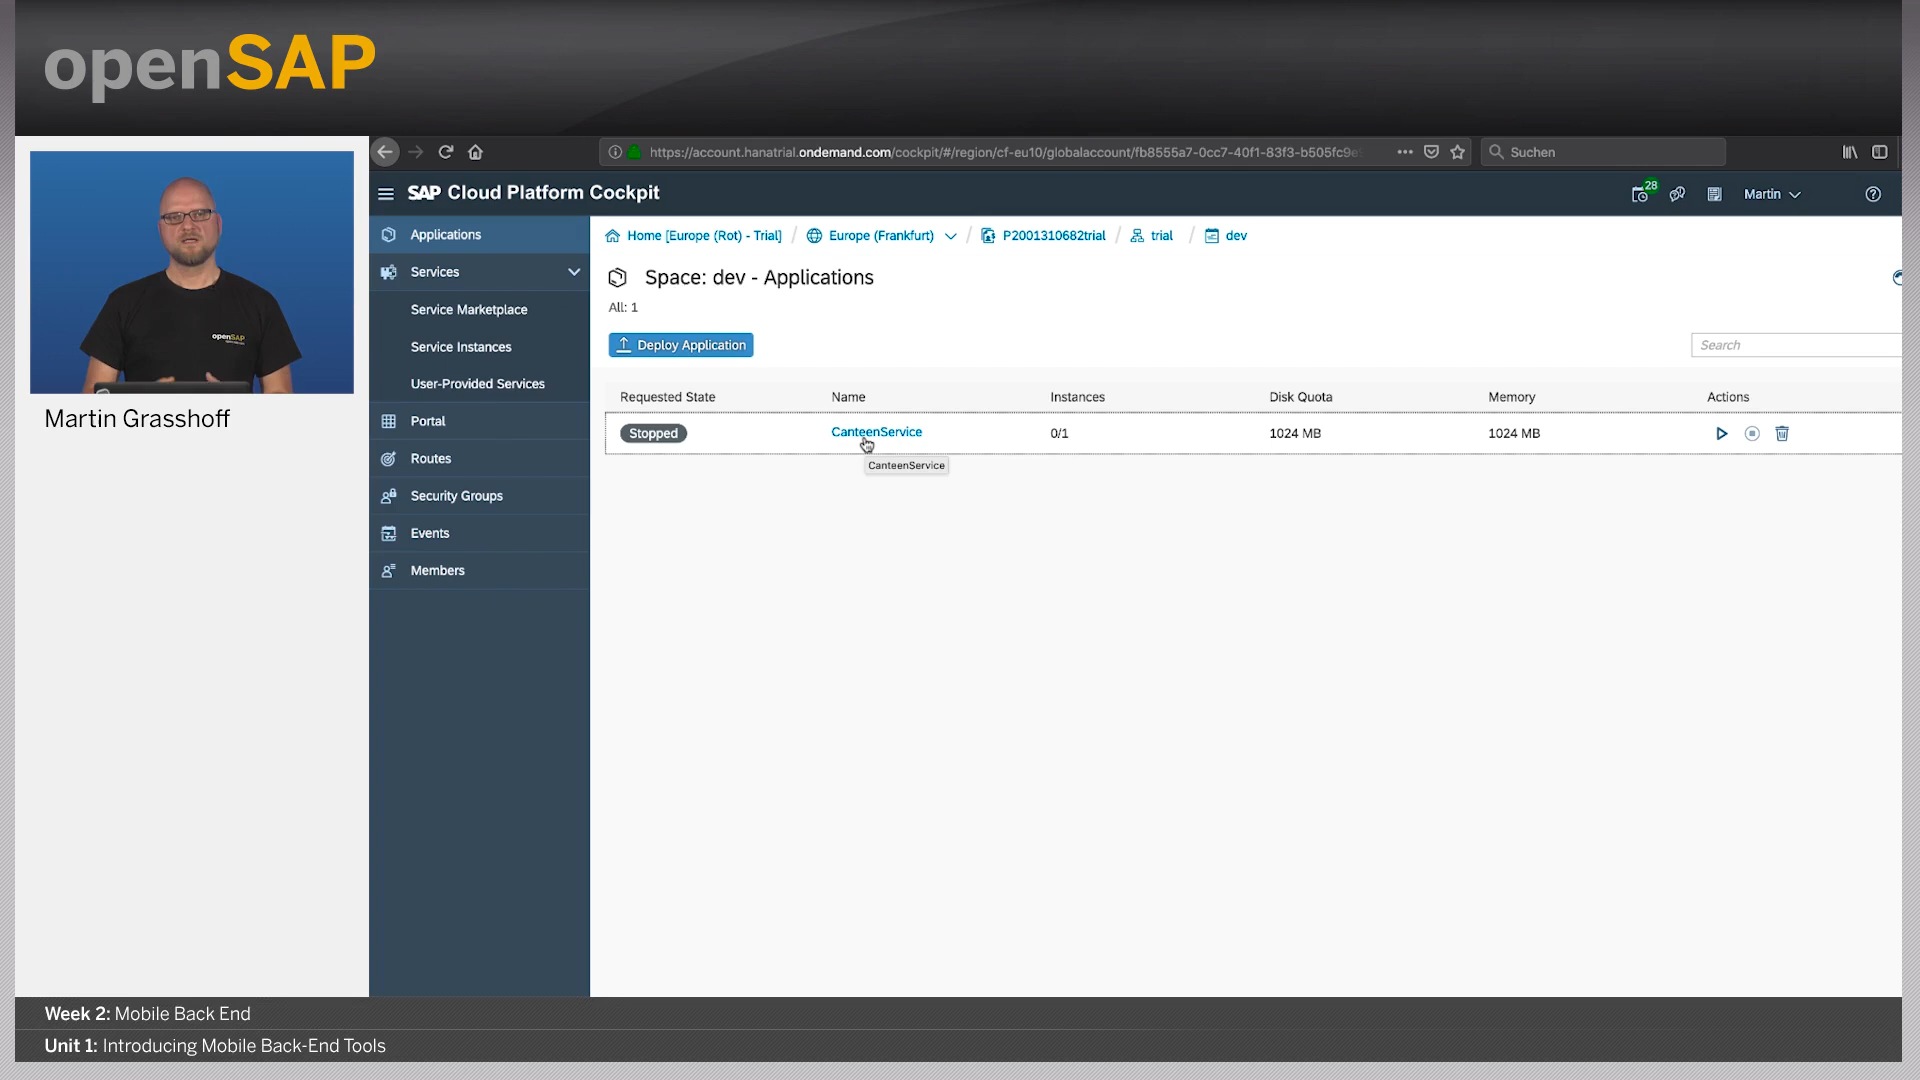 openSAP
https://account.hanatrial.ondemand.com/cockpit/#/region/cf-eu10/globalaccount/fb8555a7-0cc7-40f1-83f3-b505fc9e
Suchen
SAP Cloud Platform Cockpit
28
Martin
Applications
Services
Service Marketplace
Service Instances
User-Provided Services
Portal
Routes
Security Groups
Events
Members
Home [Europe (Rot) - Trial] / Europe (Frankfurt) / P2001310682trial / trial / dev
Space: dev - Applications
All: 1
Deploy Application
Search
Requested State Name Instances Disk Quota Memory Actions
Stopped CanteenService 0/1 1024 MB 1024 MB
CanteenService
openSAP
Martin Grasshoff
Week 2: Mobile Back End
Unit 1: Introducing Mobile Back-End Tools